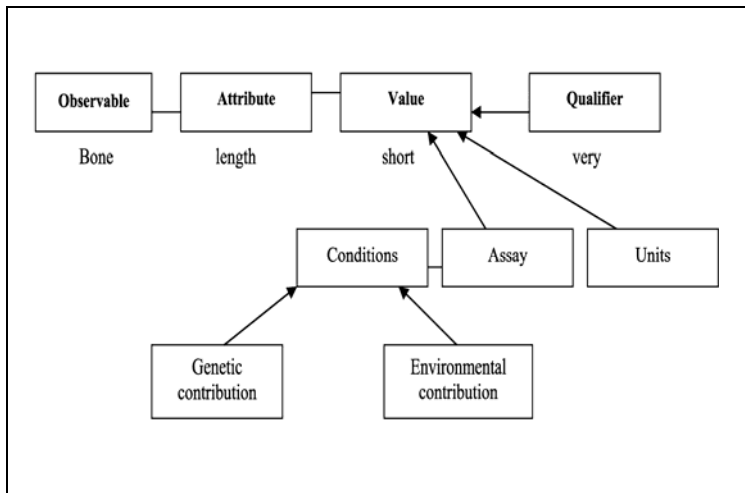 Observable
Attribute
Value
Qualifier
Bone
length
short
very
Conditions
Assay
Units
Genetic
contribution
Environmental
contribution